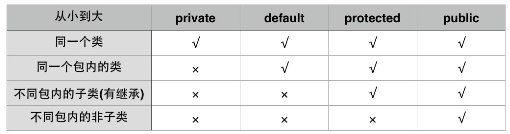 从小到大 private default protected public
同一个类 √ √ √ √
同一个包内的类 × √ √ √
不同包内的子类(有继承) × × √ √
不同包内的非子类 × × × √